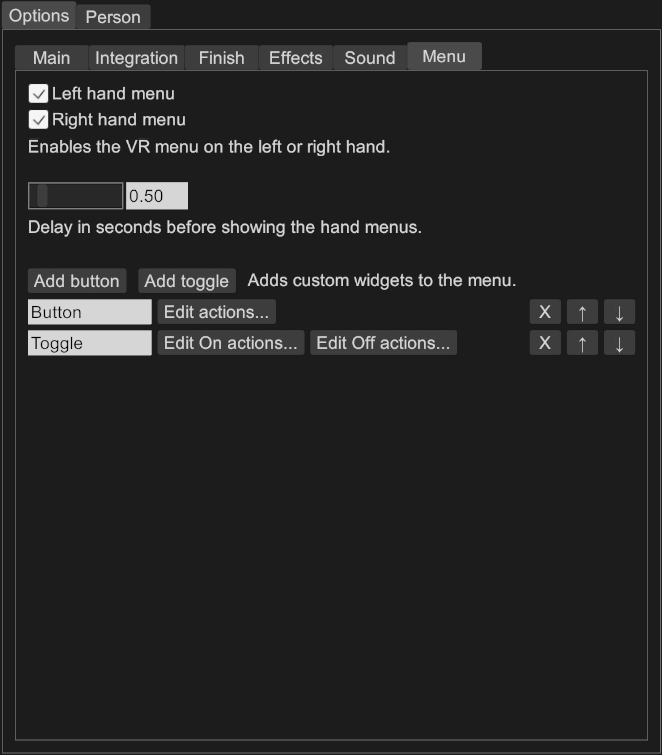 Options Person
Main Integration Finish Effects Sound Menu
Left hand menu
Right hand menu
Enables the VR menu on the left or right hand.
0.50
Delay in seconds before showing the hand menus.
Add button Add toggle Adds custom widgets to the menu.
Button Edit actions... X ↑ ↓
Toggle Edit On actions... Edit Off actions... X ↑ ↓